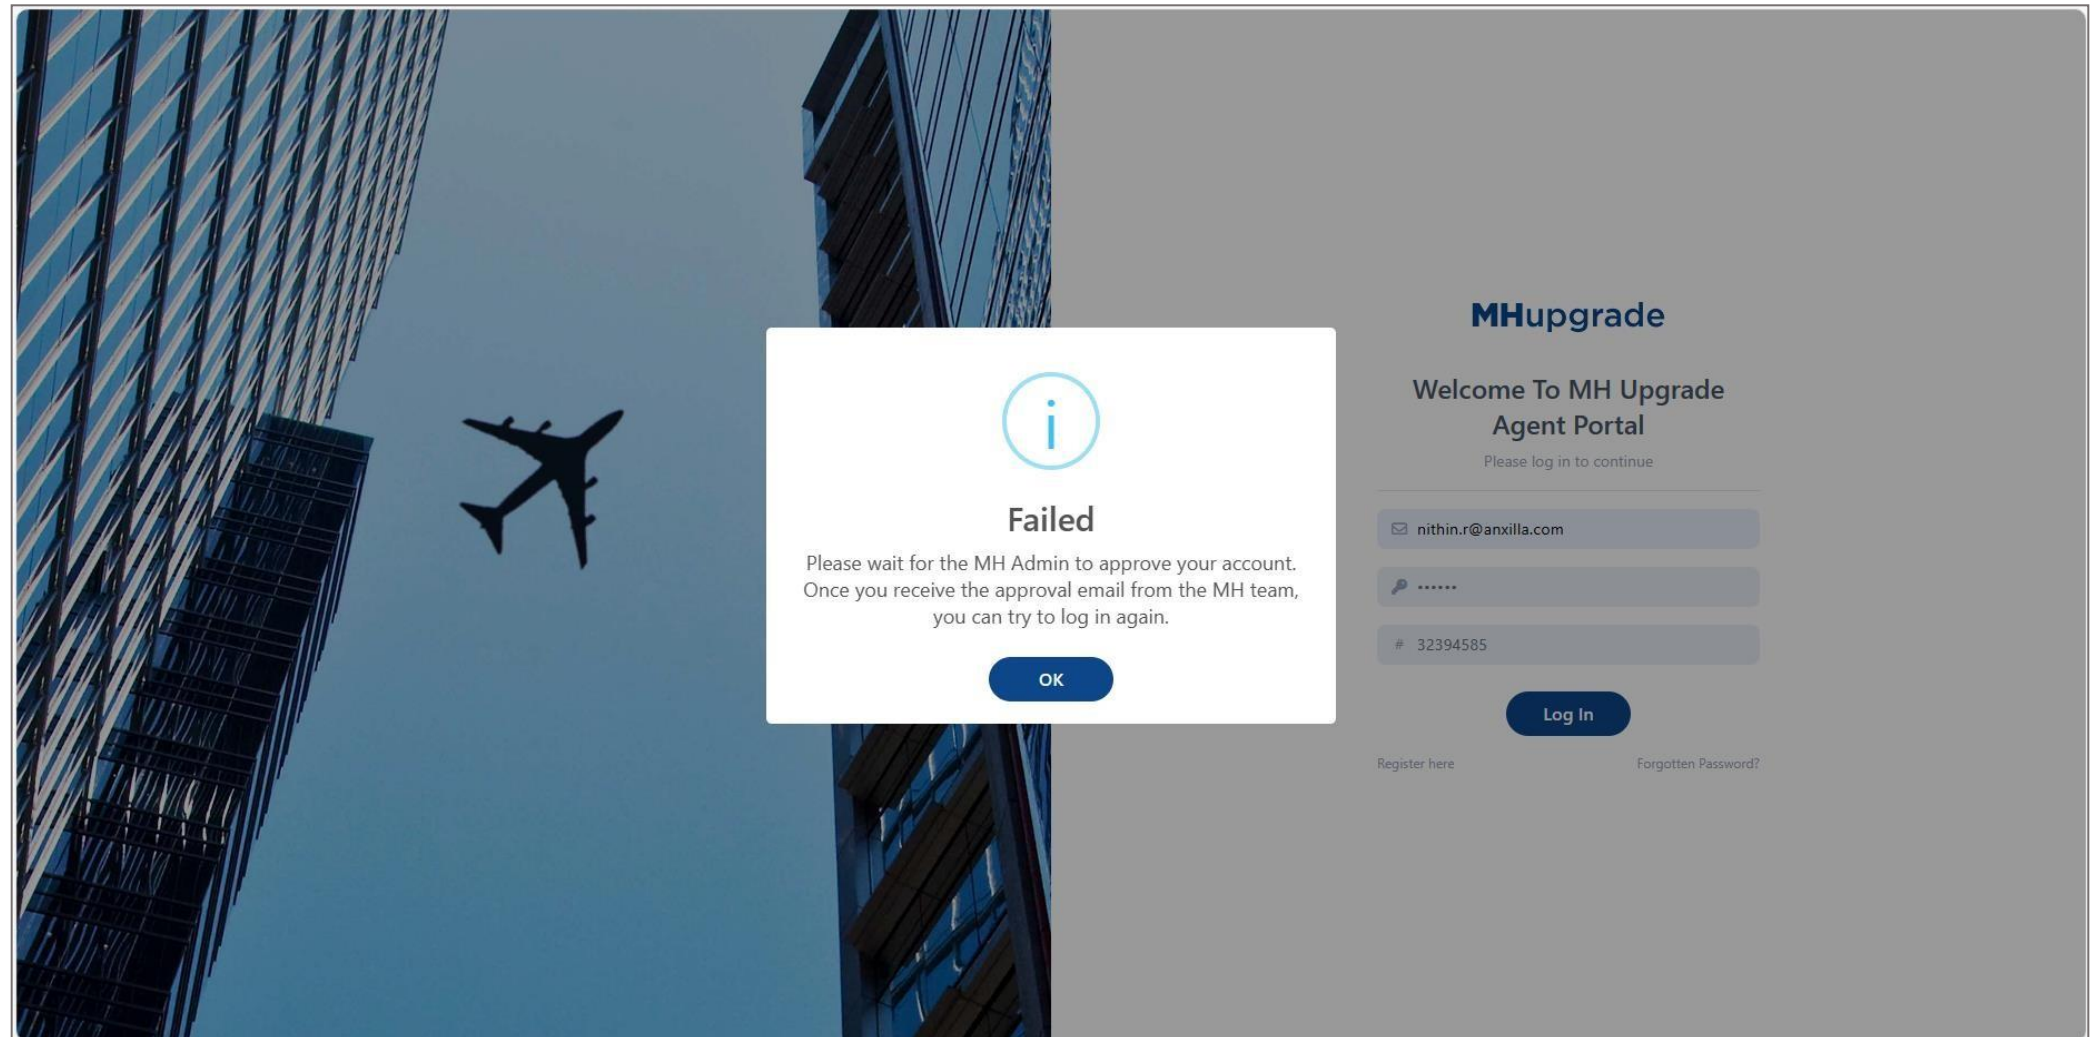 MHupgrade
Welcome To MH Upgrade
Agent Portal
Please log in to continue
nithin.r@anxilla.com
••••••
# 32394585
Log In
Register here
Forgotten Password?
i
Failed
Please wait for the MH Admin to approve your account.
Once you receive the approval email from the MH team,
you can try to log in again.
OK